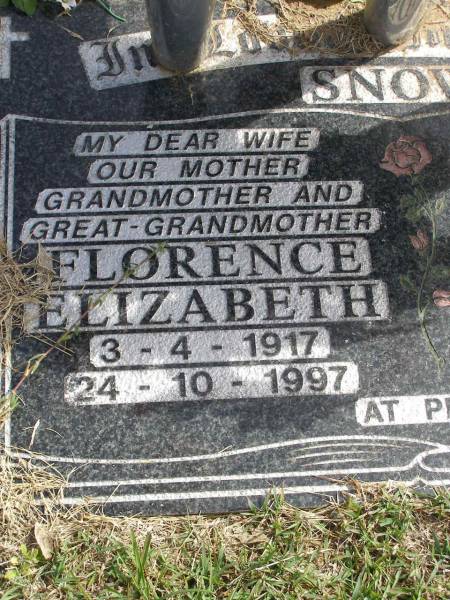 In
SNOW
MY DEAR WIFE
OUR MOTHER
GRANDMOTHER AND
GREAT-GRANDMOTHER
FLORENCE
ELIZABETH
3 - 4 - 1917
24 - 10 - 1997
AT